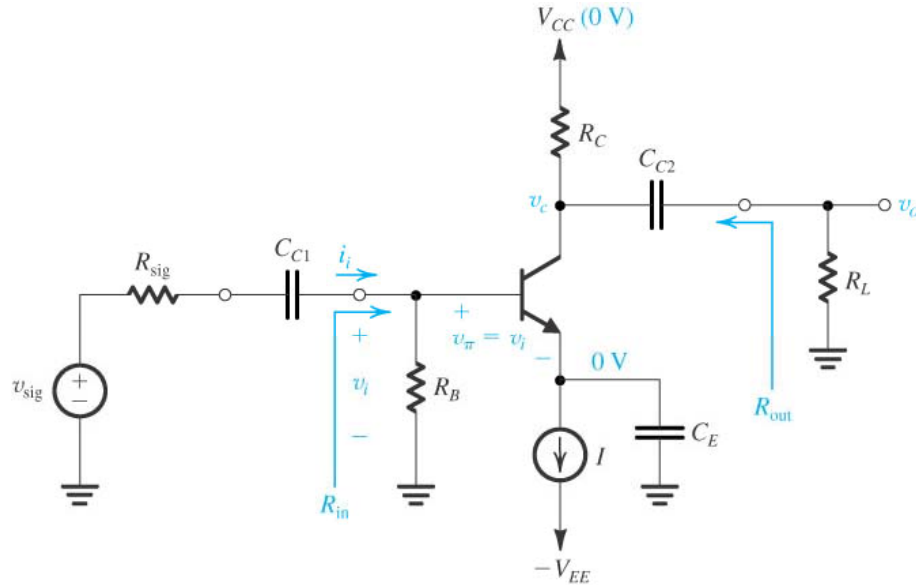 V_CC (0 V)
R_C
C_C2
v_c
v_o
C_C1
i_i
R_sig
R_L
+
v_π = v_i
−
+
0 V
v_sig
+
−
v_i
R_B
R_out
−
I
C_E
R_in
−V_EE